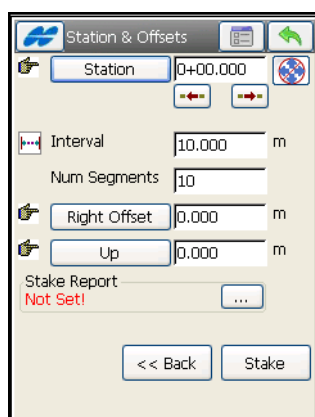 Station & Offsets
Station 0+00.000
Interval 10.000 m
Num Segments 10
Right Offset 0.000 m
Up 0.000 m
Stake Report
Not Set! ...
<< Back Stake